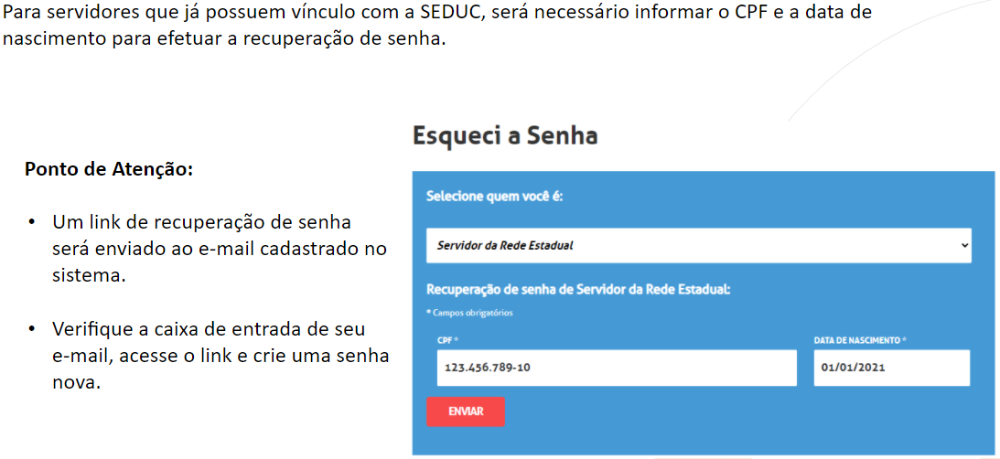 Para servidores que já possuem vínculo com a SEDUC, será necessário informar o CPF e a data de
nascimento para efetuar a recuperação de senha.
Ponto de Atenção:
• Um link de recuperação de senha
será enviado ao e-mail cadastrado no
sistema.
• Verifique a caixa de entrada de seu
e-mail, acesse o link e crie uma senha
nova.
Esqueci a Senha
Selecione quem você é:
Servidor da Rede Estadual
Recuperação de senha de Servidor da Rede Estadual:
* Campos obrigatórios
CPF * DATA DE NASCIMENTO *
123.456.789-10 01/01/2021
ENVIAR